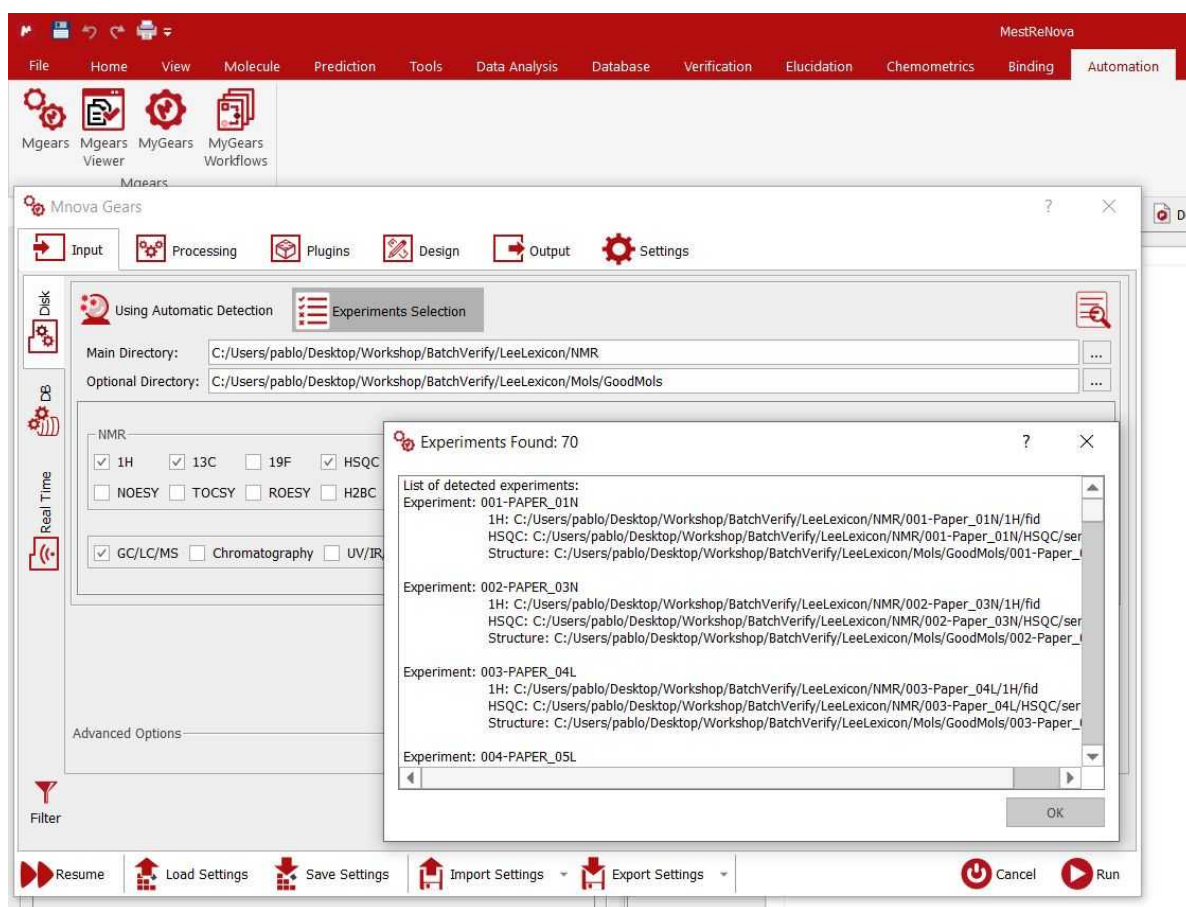 MestReNova
File Home View Molecule Prediction Tools Data Analysis Database Verification Elucidation Chemometrics Binding Automation
Mgears Mgears Viewer MyGears MyGears Workflows
Mgears
Mnova Gears ?
Input Processing Plugins Design Output Settings
Disk
DB
Real Time
Using Automatic Detection Experiments Selection
Main Directory: C:/Users/pablo/Desktop/Workshop/BatchVerify/LeeLexicon/NMR ...
Optional Directory: C:/Users/pablo/Desktop/Workshop/BatchVerify/LeeLexicon/Mols/GoodMols ...
NMR
1H 13C 19F HSQC
NOESY TOCSY ROESY H2BC
GC/LC/MS Chromatography UV/IR
Advanced Options
Experiments Found: 70 ?
List of detected experiments:
Experiment: 001-PAPER_01N
1H: C:/Users/pablo/Desktop/Workshop/BatchVerify/LeeLexicon/NMR/001-Paper_01N/1H/fid
HSQC: C:/Users/pablo/Desktop/Workshop/BatchVerify/LeeLexicon/NMR/001-Paper_01N/HSQC/ser
Structure: C:/Users/pablo/Desktop/Workshop/BatchVerify/LeeLexicon/Mols/GoodMols/001-Paper_
Experiment: 002-PAPER_03N
1H: C:/Users/pablo/Desktop/Workshop/BatchVerify/LeeLexicon/NMR/002-Paper_03N/1H/fid
HSQC: C:/Users/pablo/Desktop/Workshop/BatchVerify/LeeLexicon/NMR/002-Paper_03N/HSQC/ser
Structure: C:/Users/pablo/Desktop/Workshop/BatchVerify/LeeLexicon/Mols/GoodMols/002-Paper_
Experiment: 003-PAPER_04L
1H: C:/Users/pablo/Desktop/Workshop/BatchVerify/LeeLexicon/NMR/003-Paper_04L/1H/fid
HSQC: C:/Users/pablo/Desktop/Workshop/BatchVerify/LeeLexicon/NMR/003-Paper_04L/HSQC/ser
Structure: C:/Users/pablo/Desktop/Workshop/BatchVerify/LeeLexicon/Mols/GoodMols/003-Paper_
Experiment: 004-PAPER_05L
OK
Filter
Resume Load Settings Save Settings Import Settings Export Settings Cancel Run